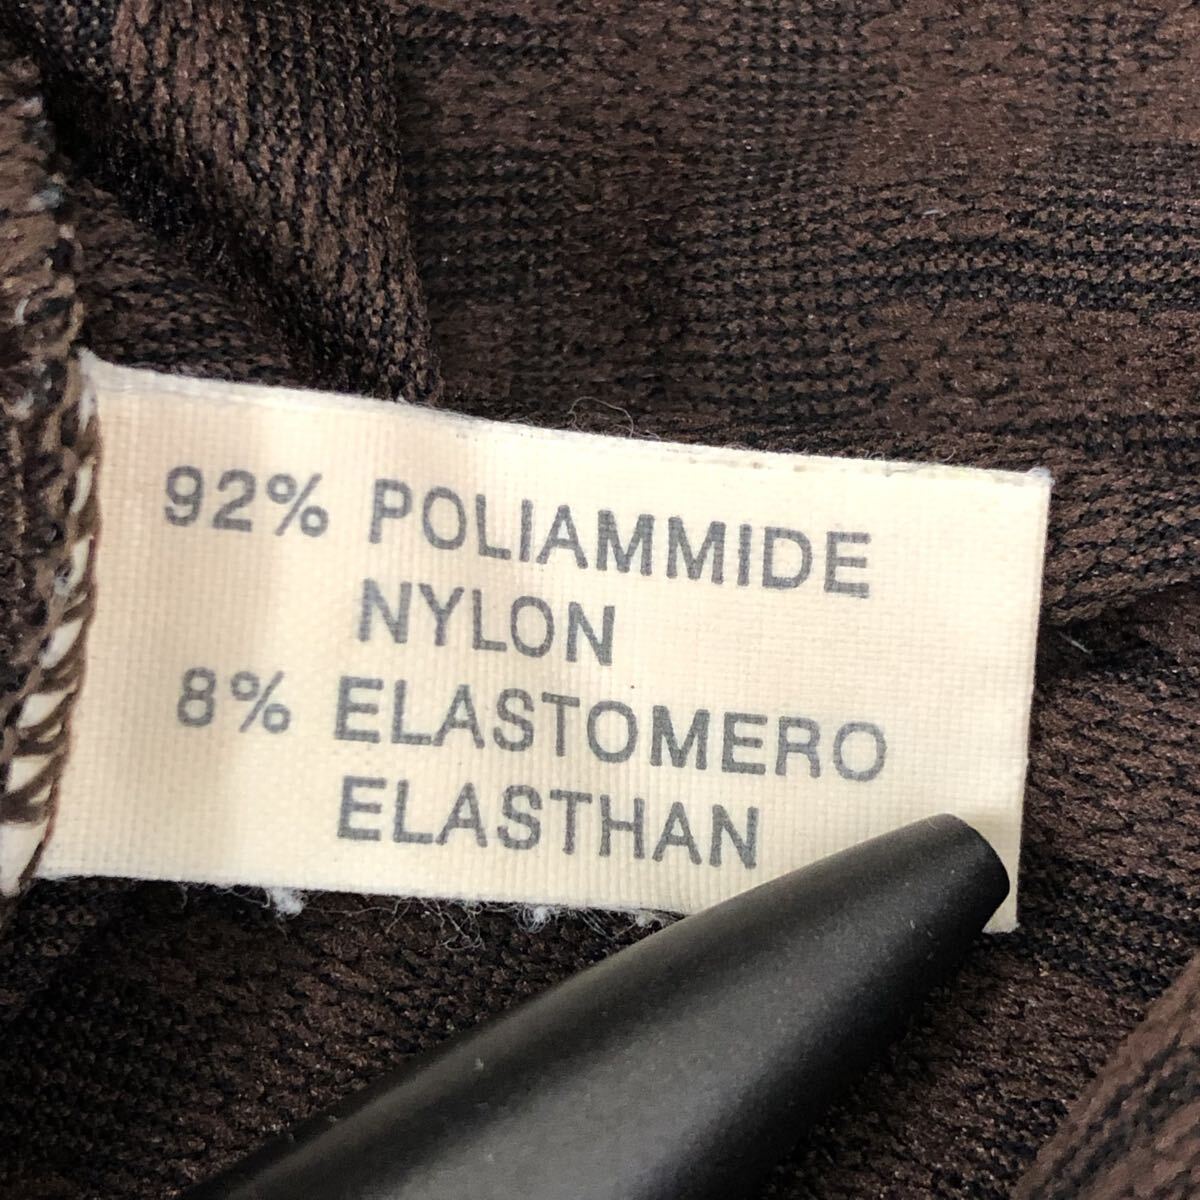 92% POLIAMMIDE
NYLON
8% ELASTOMERO
ELASTHAN